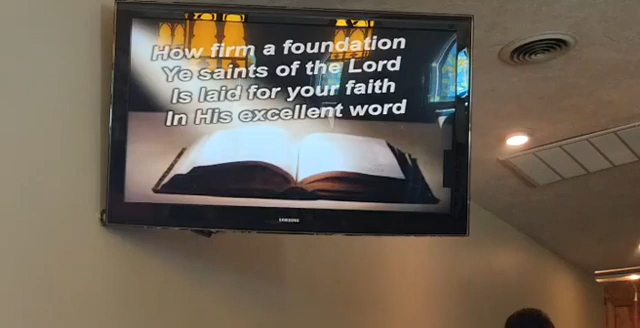 How firm a foundation
Ye saints of the Lord
Is laid for your faith
In His excellent word
SAMSUNG